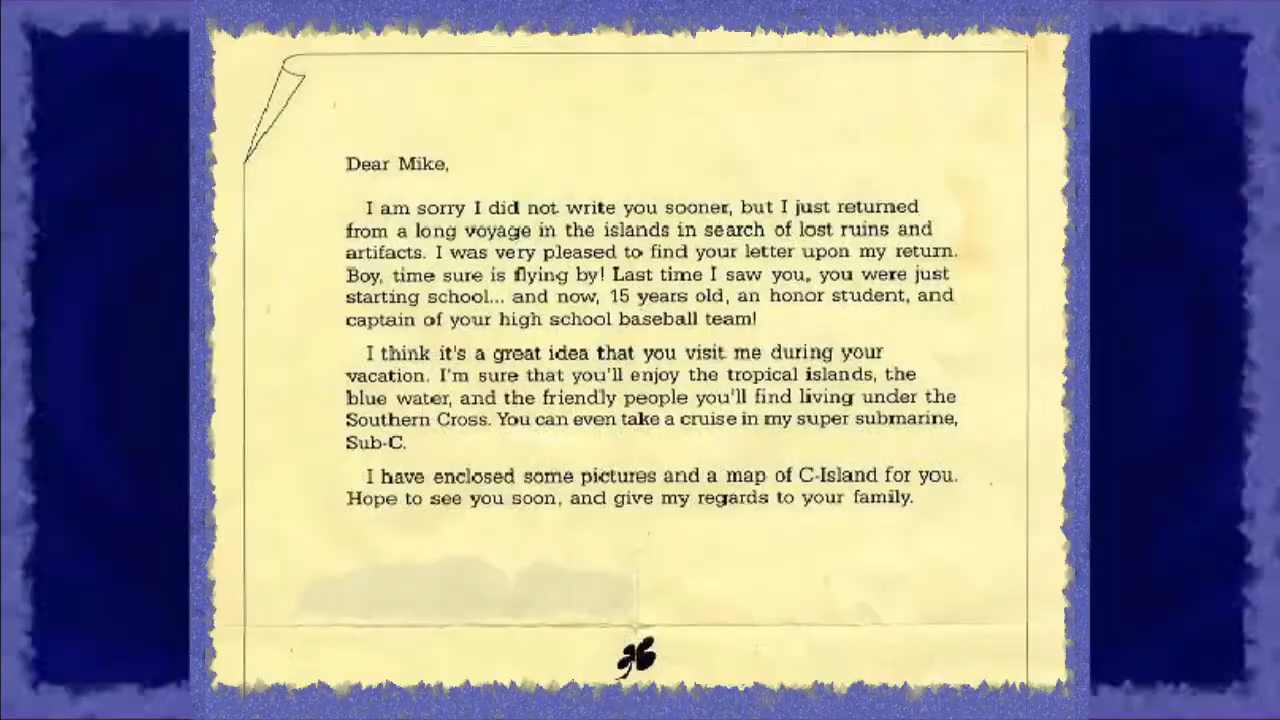 Dear Mike,
I am sorry I did not write you sooner, but I just returned
from a long voyage in the islands in search of lost ruins and
artifacts. I was very pleased to find your letter upon my return.
Boy, time sure is flying by! Last time I saw you, you were just
starting school... and now, 15 years old, an honor student, and
captain of your high school baseball team!
I think it's a great idea that you visit me during your
vacation. I'm sure that you'll enjoy the tropical islands, the
blue water, and the friendly people you'll find living under the
Southern Cross. You can even take a cruise in my super submarine,
Sub-C.
I have enclosed some pictures and a map of C-Island for you.
Hope to see you soon, and give my regards to your family.